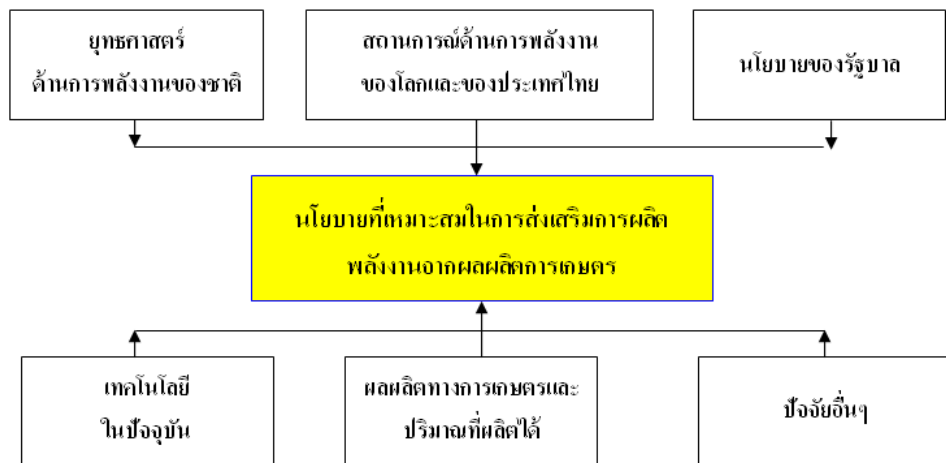 ยุทธศาสตร์
ด้านการพลังงานของชาติ
สถานการณ์ด้านการพลังงาน
ของโลกและของประเทศไทย
นโยบายของรัฐบาล
นโยบายที่เหมาะสมในการส่งเสริมการผลิต
พลังงานอากผลผลิตการเกษตร
เทคโนโลยี
ในปัจจุบัน
ผลผลิตทางการเกษตรและ
ปริมาณที่ผลิตได้
ปัจจัยอื่นๆ